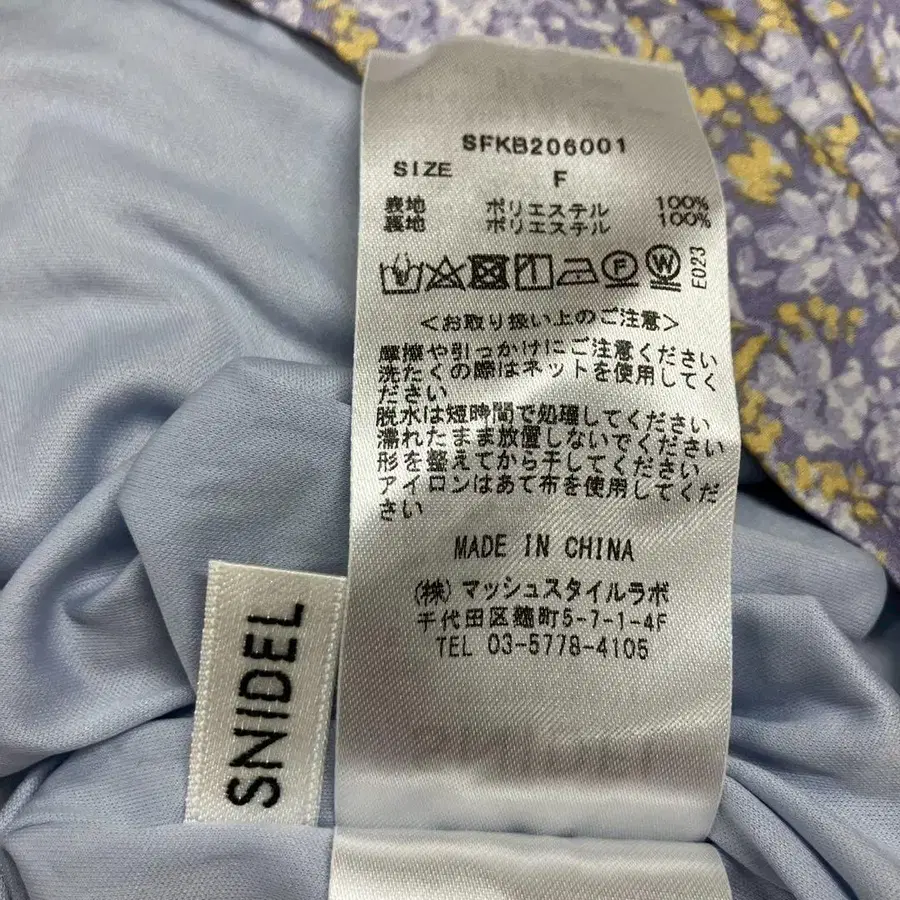 SFKB206001
SIZE F
表地 ポリエステル 100%
裏地 ポリエステル 100%
F W E023
<お取り扱い上のご注意>
摩擦や引っかけにご注意ください
洗たくの際はネットを使用してく
ださい
脱水は短時間で処理してください
濡れたまま放置しないでください
形を整えてから干してください
アイロンはあて布を使用してくだ
さい
MADE IN CHINA
(株)マッシュスタイルラボ
千代田区麹町5-7-1-4F
TEL 03-5778-4105
SNIDEL